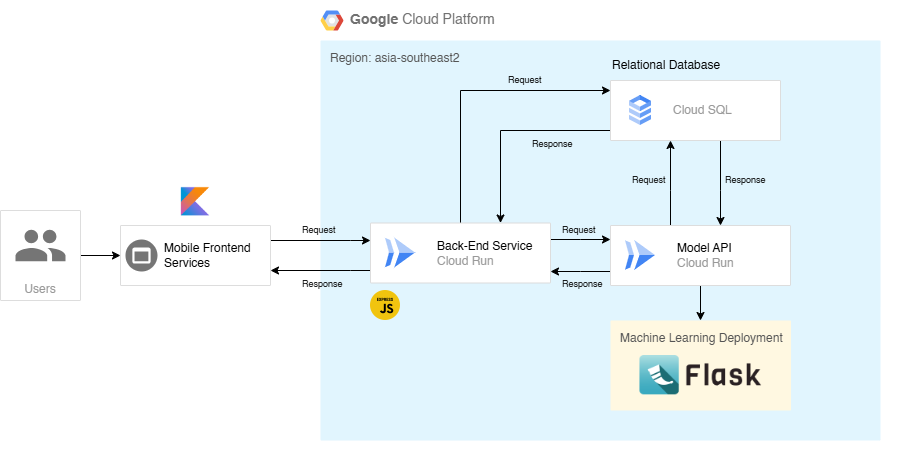 Google Cloud Platform
Region: asia-southeast2
Relational Database
Request
Cloud SQL
Response
Request
Response
Users
Mobile Frontend
Services
Request
Response
Back-End Service
Cloud Run
EXPRESS
JS
Request
Response
Model API
Cloud Run
Machine Learning Deployment
Flask